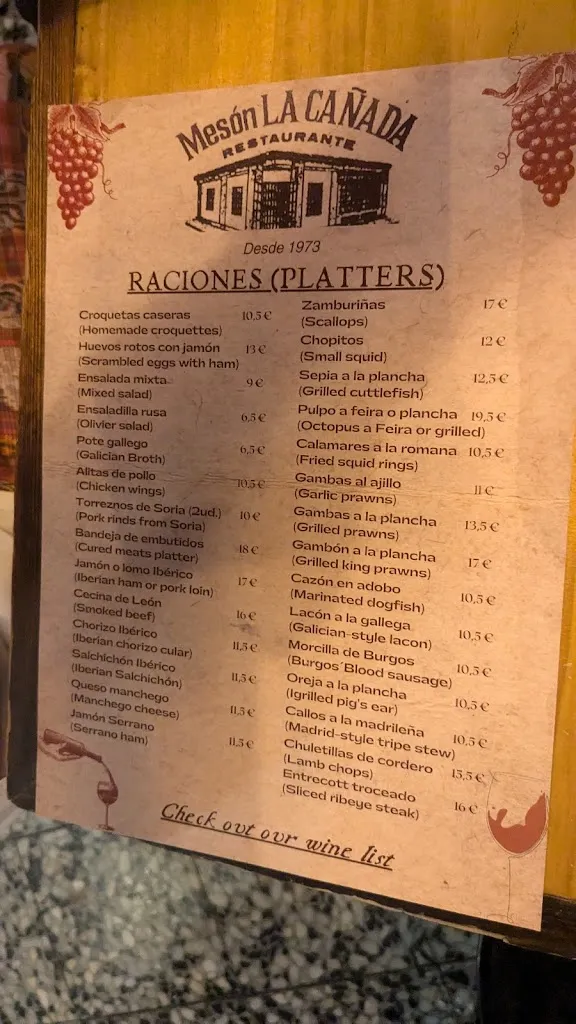 Mesón LA CAÑADA
RESTAURANTE
Desde 1973
RACIONES (PLATTERS)
Croquetas caseras 10,5 €
(Homemade croquettes)
Huevos rotos con jamón 13 €
(Scrambled eggs with ham)
Ensalada mixta 9 €
(Mixed salad)
Ensaladilla rusa 6,5 €
(Olivier salad)
Pote gallego 6,5 €
(Galician Broth)
Alitas de pollo 10,5 €
(Chicken wings)
Torreznos de Soria (2ud.) 10 €
(Pork rinds from Soria)
Bandeja de embutidos 18 €
(Cured meats platter)
Jamón o lomo Ibérico 17 €
(Iberian ham or pork loin)
Cecina de León 16 €
(Smoked beef)
Chorizo Ibérico 11,5 €
(Iberian chorizo cular)
Salchichón Ibérico 11,5 €
(Iberian Salchichón)
Queso manchego 11,5 €
(Manchego cheese)
Jamón Serrano 11,5 €
(Serrano ham)
Zamburiñas 17 €
(Scallops)
Chopitos 12 €
(Small squid)
Sepia a la plancha 12,5 €
(Grilled cuttlefish)
Pulpo a feira o plancha 19,5 €
(Octopus a Feira or grilled)
Calamares a la romana 10,5 €
(Fried squid rings)
Gambas al ajillo 11 €
(Garlic prawns)
Gambas a la plancha 13,5 €
(Grilled prawns)
Gambón a la plancha 17 €
(Grilled king prawns)
Cazón en adobo 10,5 €
(Marinated dogfish)
Lacón a la gallega 10,5 €
(Galician-style lacon)
Morcilla de Burgos 10,5 €
(Burgos´Blood sausage)
Oreja a la plancha 10,5 €
(Igrilled pig's ear)
Callos a la madrileña 10,5 €
(Madrid-style tripe stew)
Chuletillas de cordero 15,5 €
(Lamb chops)
Entrecott troceado 16 €
(Sliced ribeye steak)
Check out our wine list